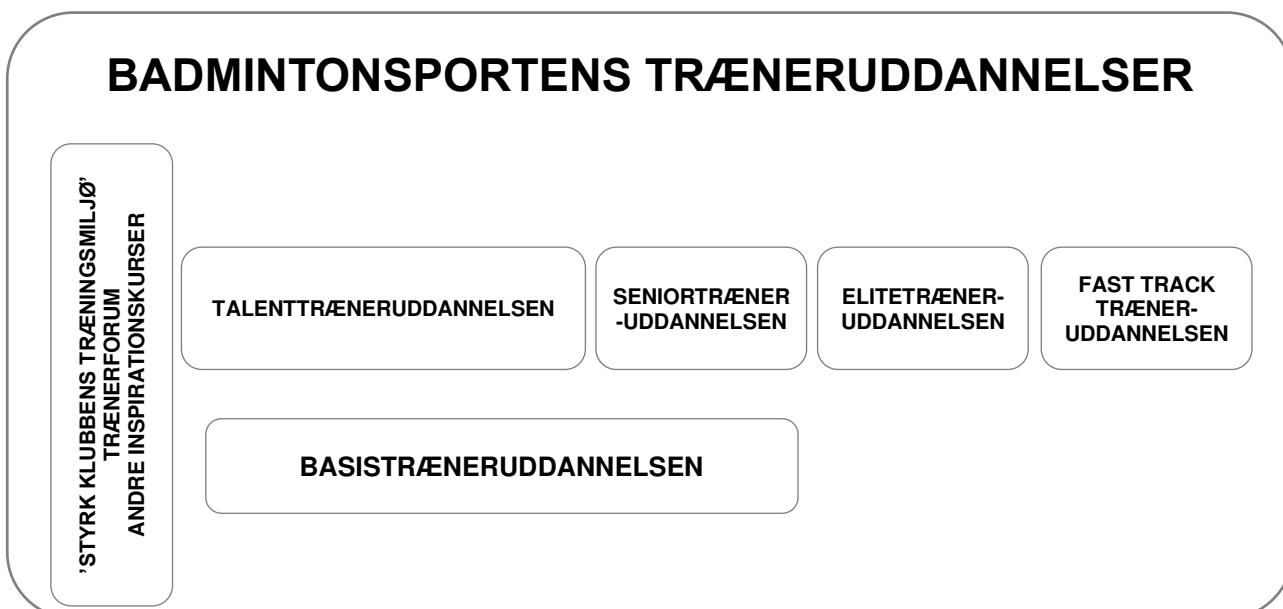 BADMINTONSPORTENS TRÆNERUDDANNELSER
'STYRK KLUBBENS TRÆNINGSMILJØ'
TRÆNERFORUM
ANDRE INSPIRATIONSKURSER
TALENTTRÆNERUDDANNELSEN
SENIORTRÆNER
-UDDANNELSEN
ELITETRÆNER-
UDDANNELSEN
FAST TRACK
TRÆNER-
UDDANNELSEN
BASISTRÆNERUDDANNELSEN